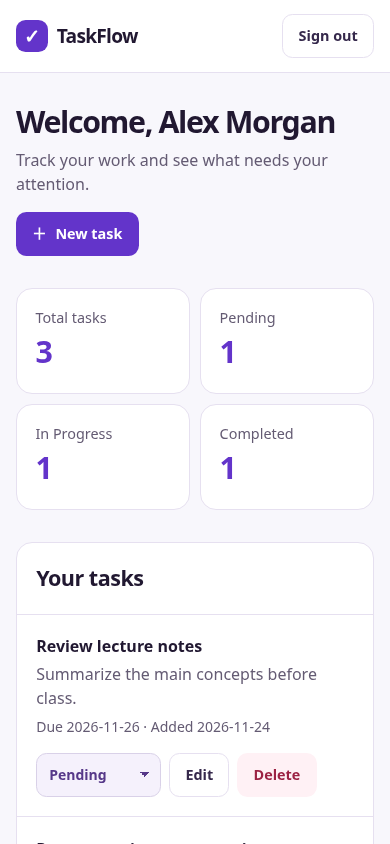 ✓ TaskFlow
Sign out
Welcome, Alex Morgan
Track your work and see what needs your
attention.
+ New task
Total tasks
3
Pending
1
In Progress
1
Completed
1
Your tasks
Review lecture notes
Summarize the main concepts before
class.
Due 2026-11-26 · Added 2026-11-24
Pending
Edit
Delete